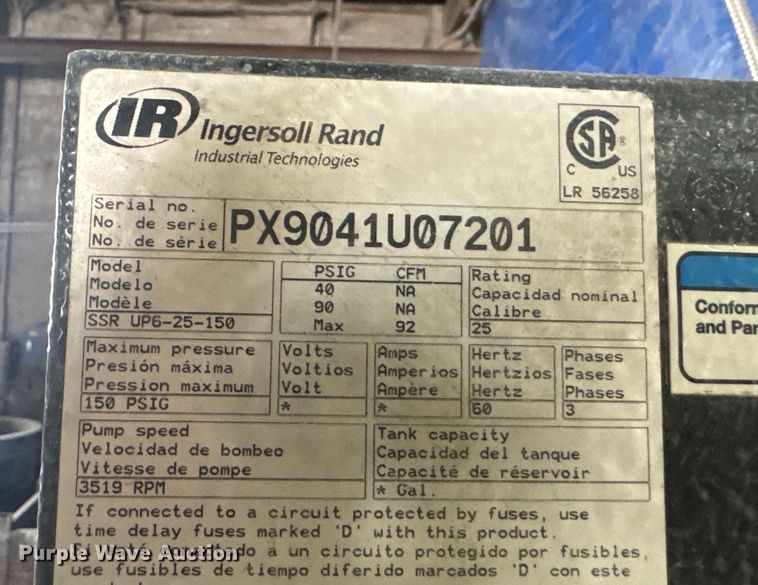 IR Ingersoll Rand
Industrial Technologies
CSA ®
C US
LR 56258
Serial no.
No. de serie
No. de série
PX9041U07201
Model
Modelo
Modèle
SSR UP6-25-150
PSIG CFM
40 NA
90 NA
Max 92
Rating
Capacidad nominal
Calibre
25
Maximum pressure
Presión máxima
Pression maximum
150 PSIG
Volts
Voltios
Volt
*
Amps
Amperios
Ampère
*
Hertz
Hertzios
Hertz
60
Phases
Fases
Phases
3
Pump speed
Velocidad de bombeo
Vitesse de pompe
3519 RPM
Tank capacity
Capacidad del tanque
Capacité de réservoir
* Gal.
If connected to a circuit protected by fuses, use
time delay fuses marked 'D' with this product.
a un circuito protegido por fusibles,
use fusibles de tiempo diferido marcados 'D' con este
Conform
and Par
Purple Wave Auction